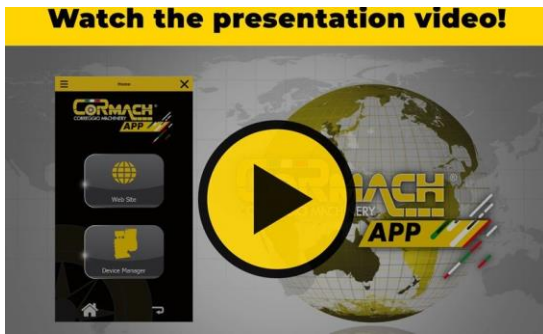 Watch the presentation video!
Home
CORMACH
CORREGGIO MACHINERY
APP
Web Site
Device Manager
CORMACH®
APP